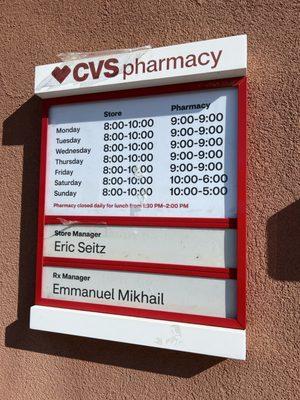 CVS pharmacy
Store Pharmacy
Monday 8:00-10:00 9:00-9:00
Tuesday 8:00-10:00 9:00-9:00
Wednesday 8:00-10:00 9:00-9:00
Thursday 8:00-10:00 9:00-9:00
Friday 8:00-10:00 9:00-9:00
Saturday 8:00-10:00 10:00-6:00
Sunday 8:00-10:00 10:00-5:00
Pharmacy closed daily for lunch from 1:30 PM-2:00 PM
Store Manager
Eric Seitz
Rx Manager
Emmanuel Mikhail